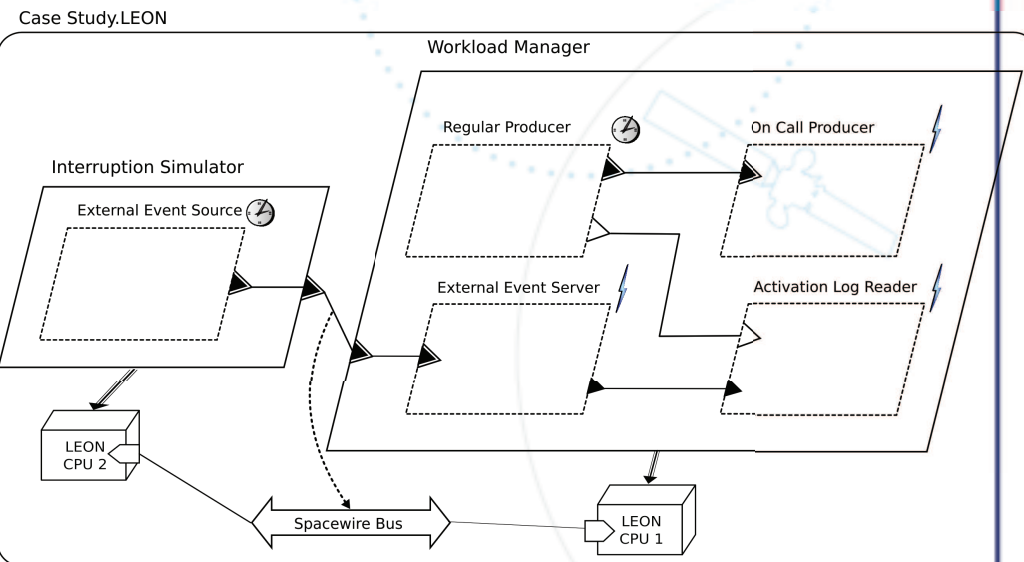 Case Study.LEON
Workload Manager
Regular Producer
On Call Producer
Interruption Simulator
External Event Source
External Event Server
Activation Log Reader
LEON
CPU 2
Spacewire Bus
LEON
CPU 1